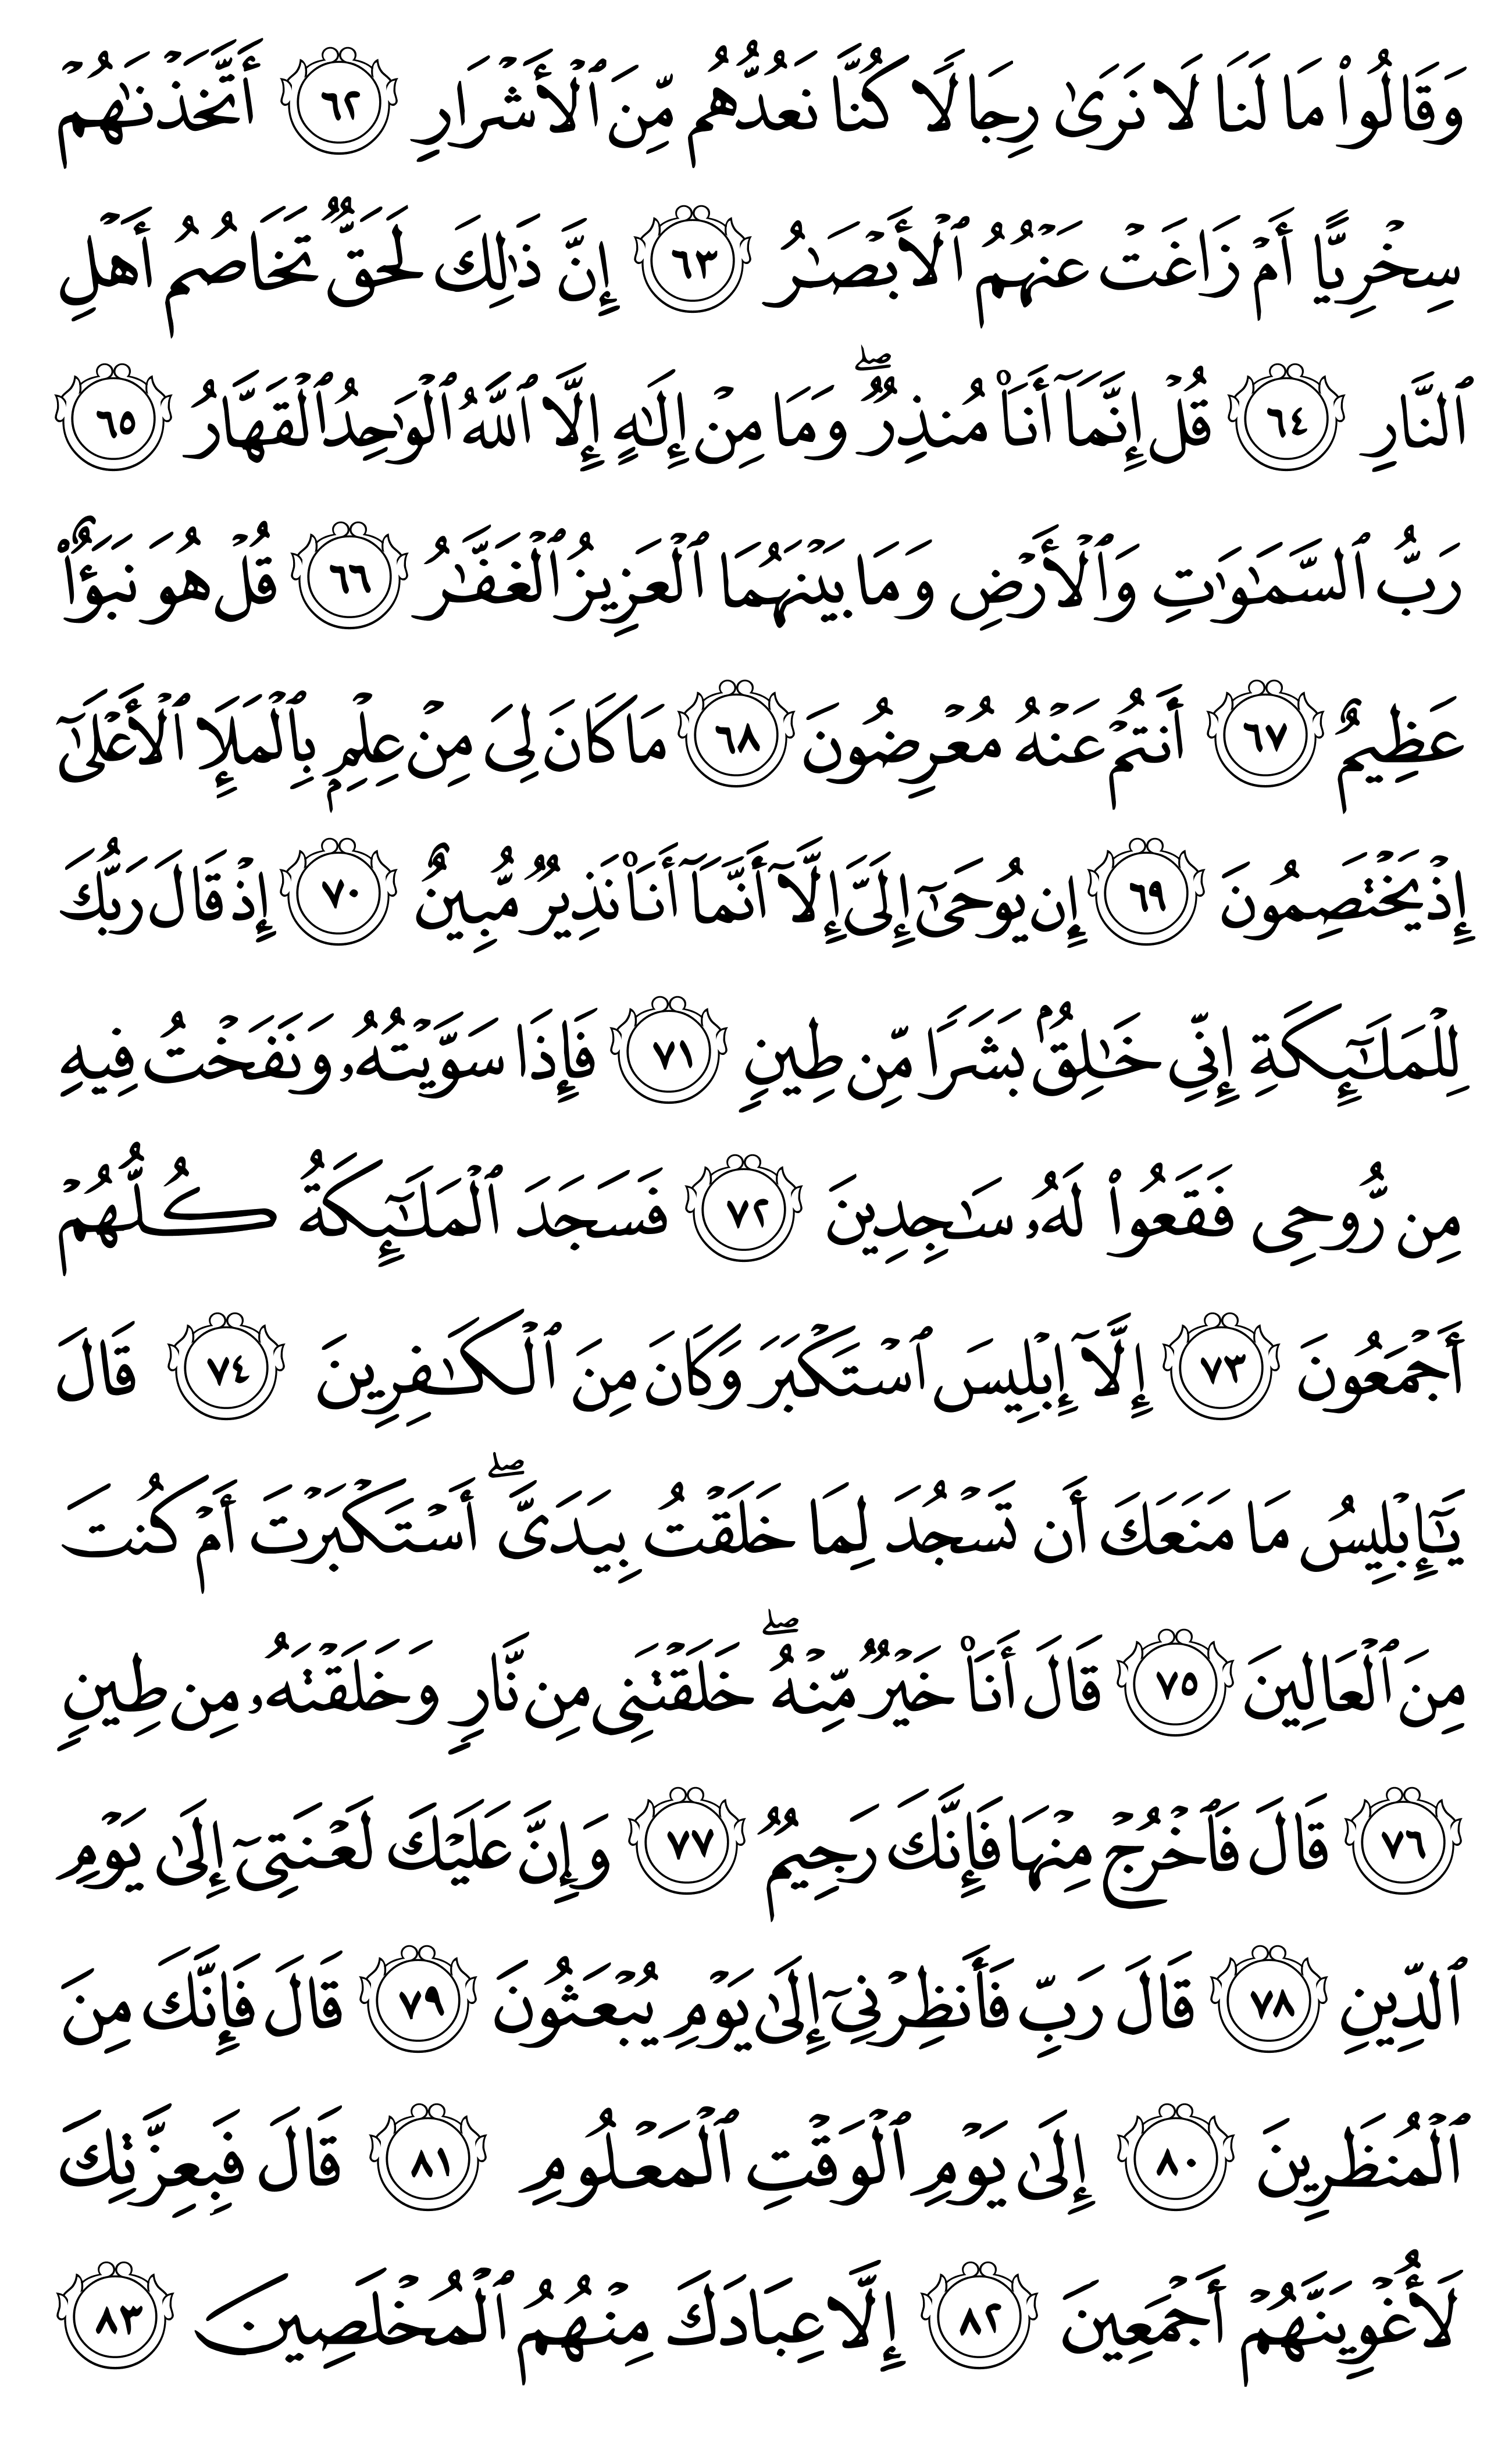 وَقَالُوا۟ مَا لَنَا لَا نَرَىٰ رِجَالًا كُنَّا نَعُدُّهُم مِّنَ ٱلْأَشْرَارِ ٦٢ أَتَّخَذْنَـٰهُمْ
سِخْرِيًّا أَمْ زَاغَتْ عَنْهُمُ ٱلْأَبْصَـٰرُ ٦٣ إِنَّ ذَٰلِكَ لَحَقٌّ تَخَاصُمُ أَهْلِ
ٱلنَّارِ ٦٤ قُلْ إِنَّمَآ أَنَا۠ مُنذِرٌ ۖ وَمَا مِنْ إِلَـٰهٍ إِلَّا ٱللَّهُ ٱلْوَٰحِدُ ٱلْقَهَّارُ ٦٥
رَبُّ ٱلسَّمَـٰوَٰتِ وَٱلْأَرْضِ وَمَا بَيْنَهُمَا ٱلْعَزِيزُ ٱلْغَفَّـٰرُ ٦٦ قُلْ هُوَ نَبَؤٌا۟
عَظِيمٌ ٦٧ أَنتُمْ عَنْهُ مُعْرِضُونَ ٦٨ مَا كَانَ لِىَ مِنْ عِلْمٍۭ بِٱلْمَلَإِ ٱلْأَعْلَىٰٓ
إِذْ يَخْتَصِمُونَ ٦٩ إِن يُوحَىٰٓ إِلَىَّ إِلَّآ أَنَّمَآ أَنَا۠ نَذِيرٌ مُّبِينٌ ٧٠ إِذْ قَالَ رَبُّكَ
لِلْمَلَـٰٓئِكَةِ إِنِّى خَـٰلِقٌۢ بَشَرًا مِّن طِينٍ ٧١ فَإِذَا سَوَّيْتُهُۥ وَنَفَخْتُ فِيهِ
مِن رُّوحِى فَقَعُوا۟ لَهُۥ سَـٰجِدِينَ ٧٢ فَسَجَدَ ٱلْمَلَـٰٓئِكَةُ كُلُّهُمْ
أَجْمَعُونَ ٧٣ إِلَّآ إِبْلِيسَ ٱسْتَكْبَرَ وَكَانَ مِنَ ٱلْكَـٰفِرِينَ ٧٤ قَالَ
يَـٰٓإِبْلِيسُ مَا مَنَعَكَ أَن تَسْجُدَ لِمَا خَلَقْتُ بِيَدَىَّ ۖ أَسْتَكْبَرْتَ أَمْ كُنتَ
مِنَ ٱلْعَالِينَ ٧٥ قَالَ أَنَا۠ خَيْرٌ مِّنْهُ ۖ خَلَقْتَنِى مِن نَّارٍ وَخَلَقْتَهُۥ مِن طِينٍ
٧٦ قَالَ فَٱخْرُجْ مِنْهَا فَإِنَّكَ رَجِيمٌ ٧٧ وَإِنَّ عَلَيْكَ لَعْنَتِىٓ إِلَىٰ يَوْمِ
ٱلدِّينِ ٧٨ قَالَ رَبِّ فَأَنظِرْنِىٓ إِلَىٰ يَوْمِ يُبْعَثُونَ ٧٩ قَالَ فَإِنَّكَ مِنَ
ٱلْمُنظَرِينَ ٨٠ إِلَىٰ يَوْمِ ٱلْوَقْتِ ٱلْمَعْلُومِ ٨١ قَالَ فَبِعِزَّتِكَ
لَأُغْوِيَنَّهُمْ أَجْمَعِينَ ٨٢ إِلَّا عِبَادَكَ مِنْهُمُ ٱلْمُخْلَصِينَ ٨٣